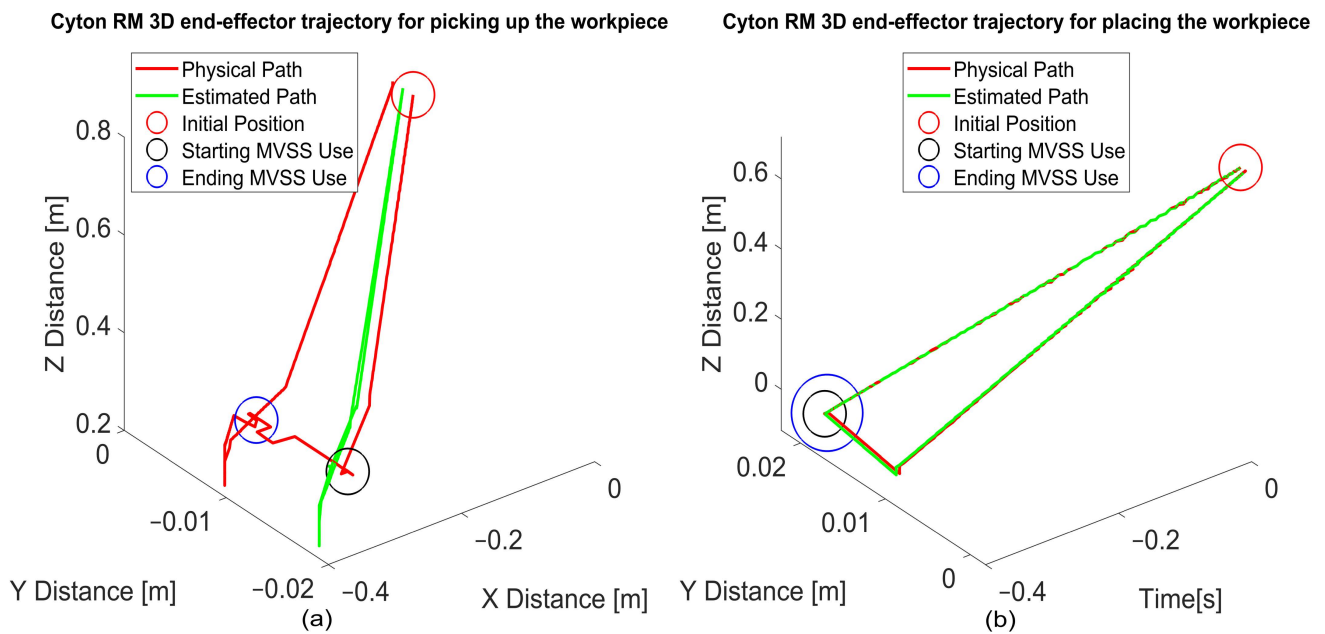 Cyton RM 3D end-effector trajectory for picking up the workpiece
Physical Path
Estimated Path
Initial Position
Starting MVSS Use
Ending MVSS Use
0.8
0.6
0.4
0.2
Z Distance [m]
0
−0.01
−0.02
Y Distance [m]
−0.4
−0.2
0
X Distance [m]
(a)
Cyton RM 3D end-effector trajectory for placing the workpiece
Physical Path
Estimated Path
Initial Position
Starting MVSS Use
Ending MVSS Use
0.6
0.4
0.2
0
Z Distance [m]
0.02
0.01
0
Y Distance [m]
−0.4
−0.2
0
Time[s]
(b)